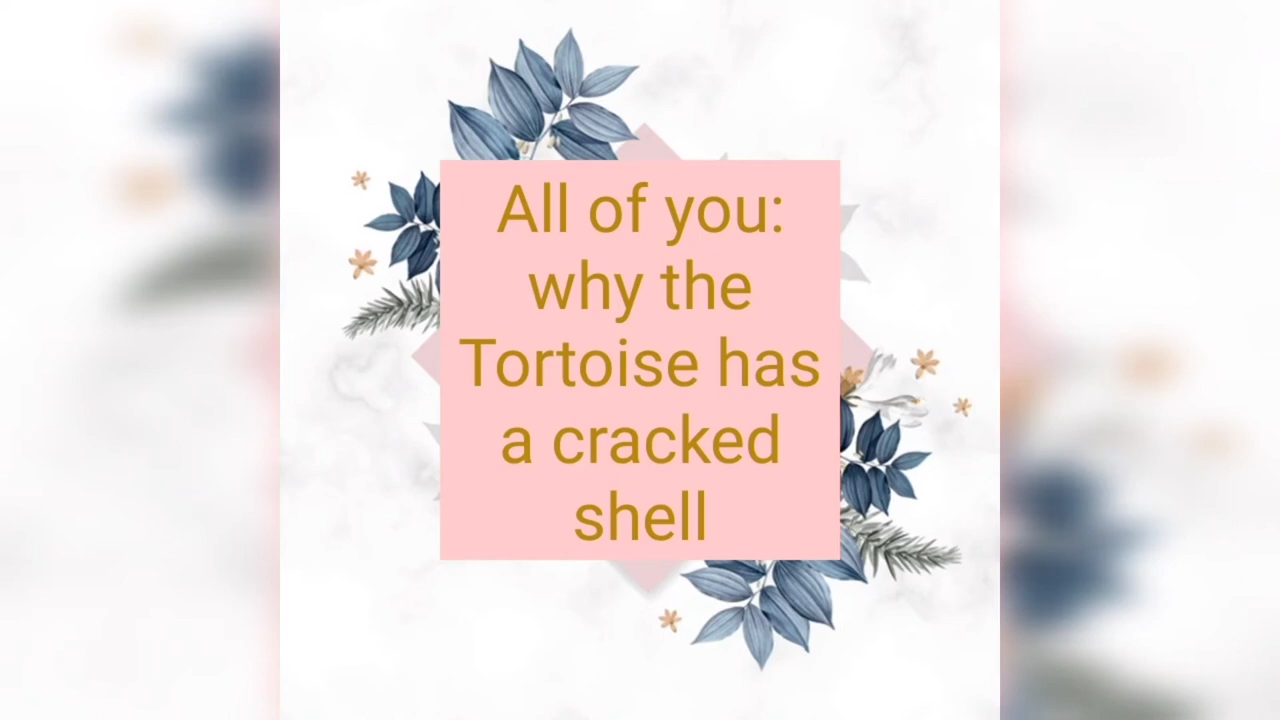 All of you:
why the
Tortoise has
a cracked
shell